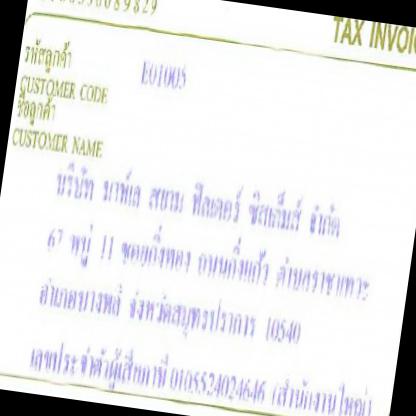 TAX INVOI
รหัสลูกค้า E01005
CUSTOMER CODE
ชื่อลูกค้า
CUSTOMER NAME
บริษัท มาห์เล สยาม ฟิลเตอร์ ซิสเต็มส์ จำกัด
67 หมู่ 11 ซอยกิ่งทอง ถนนกิ่งแก้ว ตำบลราชาเทวะ
อำเภอบางพลี จังหวัดสมุทรปราการ 10540
เลขประจำตัวผู้เสียภาษี 0105524024646 (สำนักงานใหญ่)